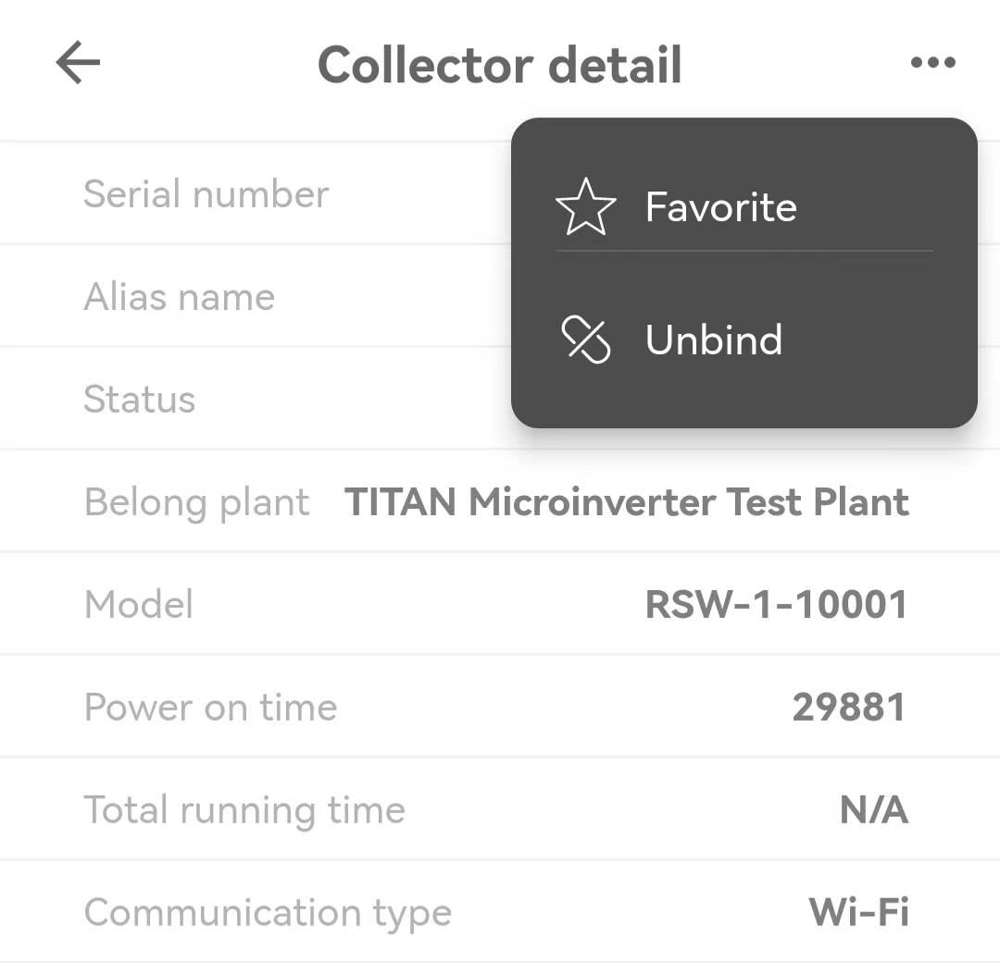 Collector detail
Favorite
Unbind
Serial number
Alias name
Status
Belong plant TITAN Microinverter Test Plant
Model RSW-1-10001
Power on time 29881
Total running time N/A
Communication type Wi-Fi